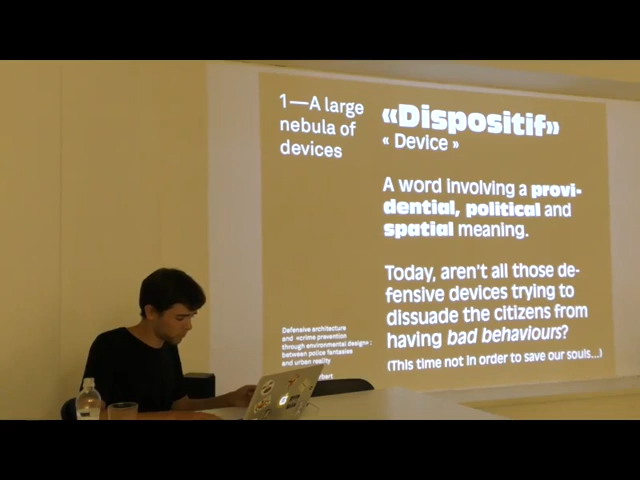 1—A large
nebula of
devices
«Dispositif»
« Device »
A word involving a provi-
dential, political and
spatial meaning.
Today, aren't all those de-
fensive devices trying to
dissuade the citizens from
having bad behaviours?
(This time not in order to save our souls...)
Defensive architecture
and «crime prevention
through environmental design» :
between police fantasies
and urban reality